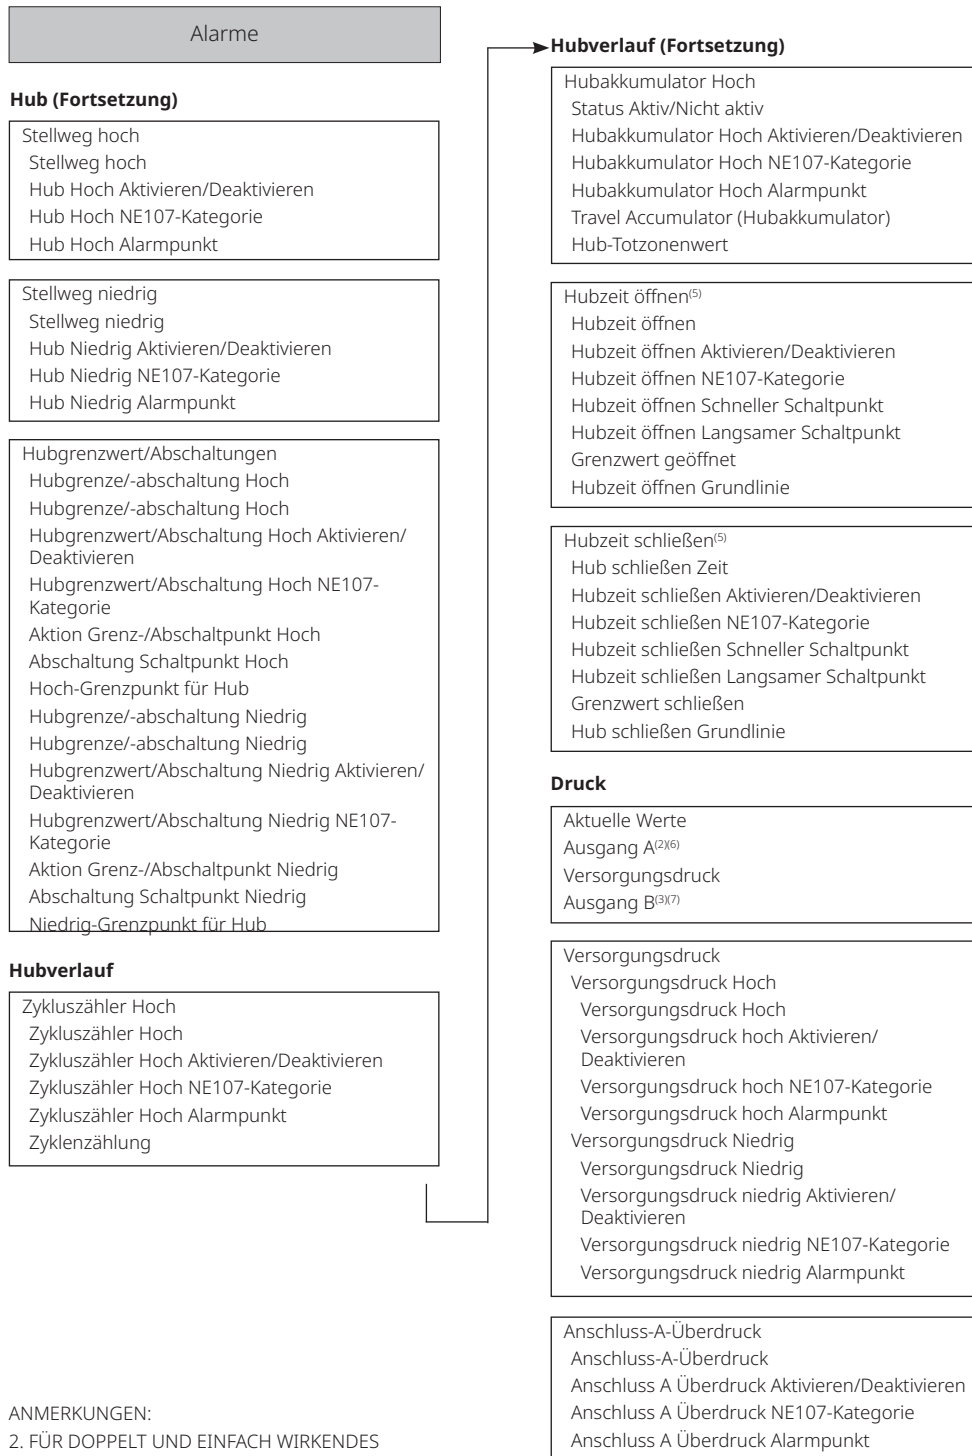 Alarme
Hub (Fortsetzung)
Stellweg hoch
Stellweg hoch
Hub Hoch Aktivieren/Deaktivieren
Hub Hoch NE107-Kategorie
Hub Hoch Alarmpunkt
Stellweg niedrig
Stellweg niedrig
Hub Niedrig Aktivieren/Deaktivieren
Hub Niedrig NE107-Kategorie
Hub Niedrig Alarmpunkt
Hubgrenzwert/Abschaltungen
Hubgrenze/-abschaltung Hoch
Hubgrenze/-abschaltung Hoch
Hubgrenzwert/Abschaltung Hoch Aktivieren/
Deaktivieren
Hubgrenzwert/Abschaltung Hoch NE107-
Kategorie
Aktion Grenz-/Abschaltpunkt Hoch
Abschaltung Schaltpunkt Hoch
Hoch-Grenzpunkt für Hub
Hubgrenze/-abschaltung Niedrig
Hubgrenze/-abschaltung Niedrig
Hubgrenzwert/Abschaltung Niedrig Aktivieren/
Deaktivieren
Hubgrenzwert/Abschaltung Niedrig NE107-
Kategorie
Aktion Grenz-/Abschaltpunkt Niedrig
Abschaltung Schaltpunkt Niedrig
Niedrig-Grenzpunkt für Hub
Hubverlauf
Zykluszähler Hoch
Zykluszähler Hoch
Zykluszähler Hoch Aktivieren/Deaktivieren
Zykluszähler Hoch NE107-Kategorie
Zykluszähler Hoch Alarmpunkt
Zyklenzählung
ANMERKUNGEN:
2. FÜR DOPPELT UND EINFACH WIRKENDES
Hubverlauf (Fortsetzung)
Hubakkumulator Hoch
Status Aktiv/Nicht aktiv
Hubakkumulator Hoch Aktivieren/Deaktivieren
Hubakkumulator Hoch NE107-Kategorie
Hubakkumulator Hoch Alarmpunkt
Travel Accumulator (Hubakkumulator)
Hub-Totzonenwert
Hubzeit öffnen(5)
Hubzeit öffnen
Hubzeit öffnen Aktivieren/Deaktivieren
Hubzeit öffnen NE107-Kategorie
Hubzeit öffnen Schneller Schaltpunkt
Hubzeit öffnen Langsamer Schaltpunkt
Grenzwert geöffnet
Hubzeit öffnen Grundlinie
Hubzeit schließen(5)
Hub schließen Zeit
Hubzeit schließen Aktivieren/Deaktivieren
Hubzeit schließen NE107-Kategorie
Hubzeit schließen Schneller Schaltpunkt
Hubzeit schließen Langsamer Schaltpunkt
Grenzwert schließen
Hub schließen Grundlinie
Druck
Aktuelle Werte
Ausgang A(2)(6)
Versorgungsdruck
Ausgang B(3)(7)
Versorgungsdruck
Versorgungsdruck Hoch
Versorgungsdruck Hoch
Versorgungsdruck hoch Aktivieren/
Deaktivieren
Versorgungsdruck hoch NE107-Kategorie
Versorgungsdruck hoch Alarmpunkt
Versorgungsdruck Niedrig
Versorgungsdruck Niedrig
Versorgungsdruck niedrig Aktivieren/
Deaktivieren
Versorgungsdruck niedrig NE107-Kategorie
Versorgungsdruck niedrig Alarmpunkt
Anschluss-A-Überdruck
Anschluss-A-Überdruck
Anschluss A Überdruck Aktivieren/Deaktivieren
Anschluss A Überdruck NE107-Kategorie
Anschluss A Überdruck Alarmpunkt